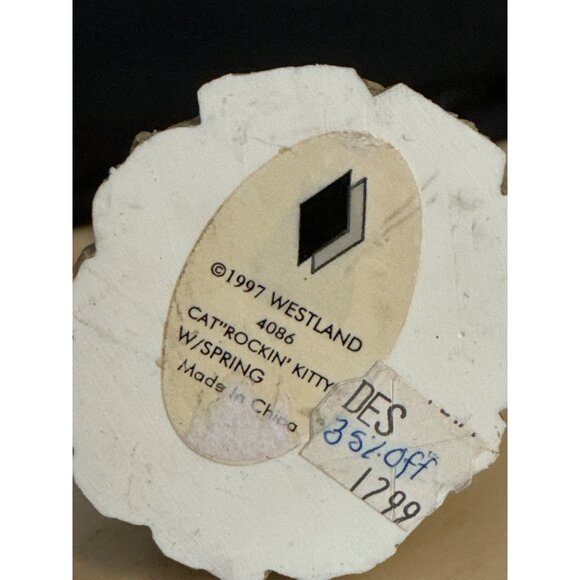 ©1997 WESTLAND
4086
CAT"ROCKIN' KITTY
W/SPRING
Made In China
DES
35% off
1799